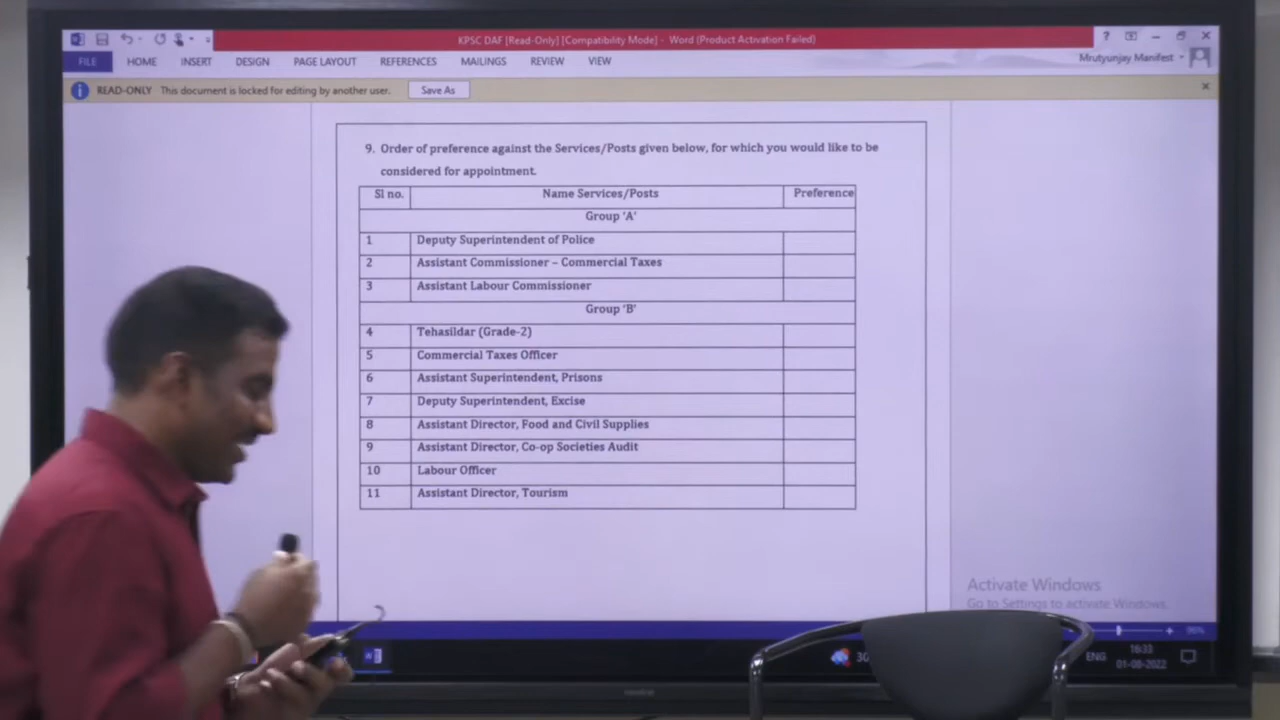 KPSC DAF [Read-Only] [Compatibility Mode] - Word (Product Activation Failed)
FILE HOME INSERT DESIGN PAGE LAYOUT REFERENCES MAILINGS REVIEW VIEW Mrutyunjay Manifest
READ-ONLY This document is locked for editing by another user. Save As
9. Order of preference against the Services/Posts given below, for which you would like to be
considered for appointment.
Sl no. Name Services/Posts Preference
Group 'A'
1 Deputy Superintendent of Police
2 Assistant Commissioner – Commercial Taxes
3 Assistant Labour Commissioner
Group 'B'
4 Tehasildar (Grade-2)
5 Commercial Taxes Officer
6 Assistant Superintendent, Prisons
7 Deputy Superintendent, Excise
8 Assistant Director, Food and Civil Supplies
9 Assistant Director, Co-op Societies Audit
10 Labour Officer
11 Assistant Director, Tourism
Activate Windows
Go to Settings to activate Windows.
30
ENG 16:33
01-08-2022